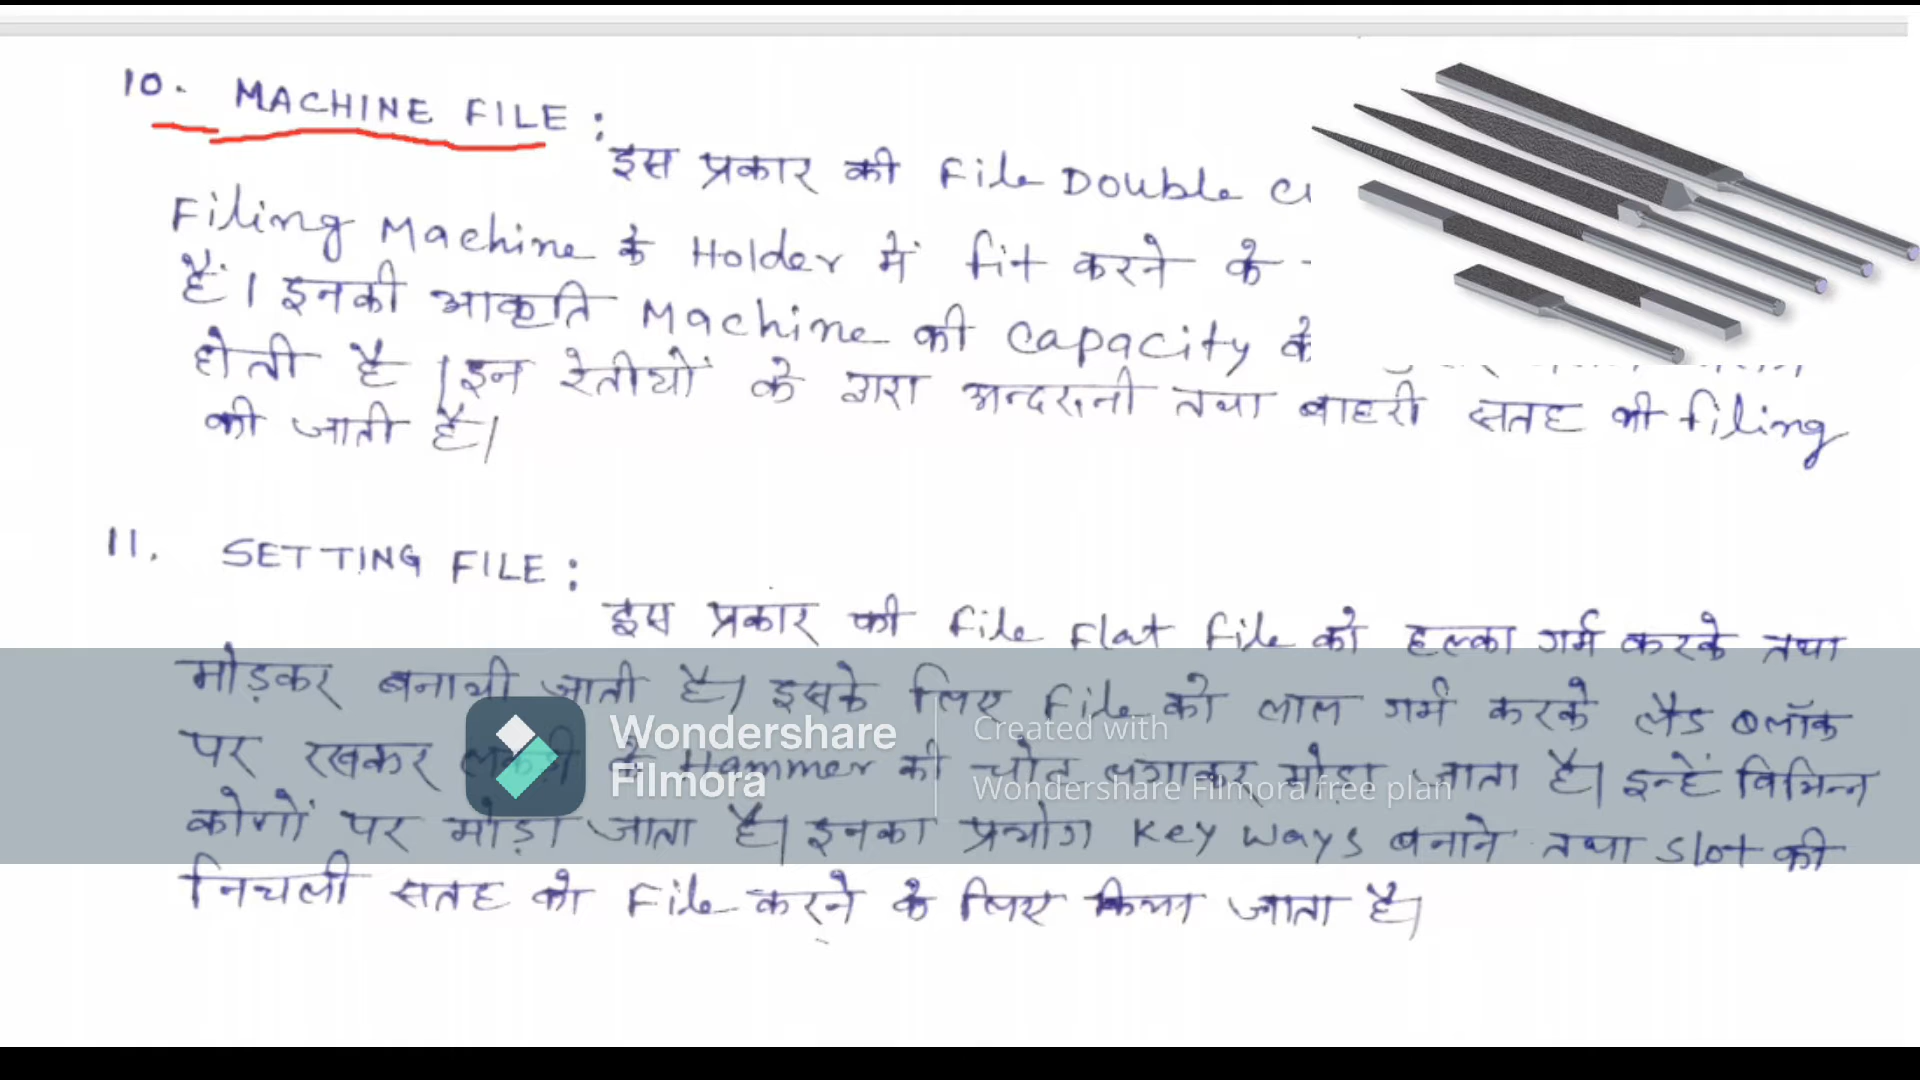 10. MACHINE FILE :
इस प्रकार की File Double
Filing Machine के Holder में fit करने के
हैं। इनकी आकृति Machine की Capacity के
होती है। इन रेतीयों के द्वारा अन्दरूनी तथा बाहरी सतह की filing
की जाती है।
11. SETTING FILE :
इस प्रकार की File Flat File को हल्का गर्म करके तथा
मोड़कर बनायी जाती है। इसके लिए File को लाल गर्म करके लैड ब्लॉक
पर रखकर लकड़ी के Hammer की चोट लगाकर मोड़ा जाता है। इन्हें विभिन्न
कोणों पर मोड़ा जाता है। इनका प्रयोग Key Ways बनाने तथा Slot की
निचली सतह को File करने के लिए किया जाता है।
Wondershare
Filmora
Created with
Wondershare Filmora free plan